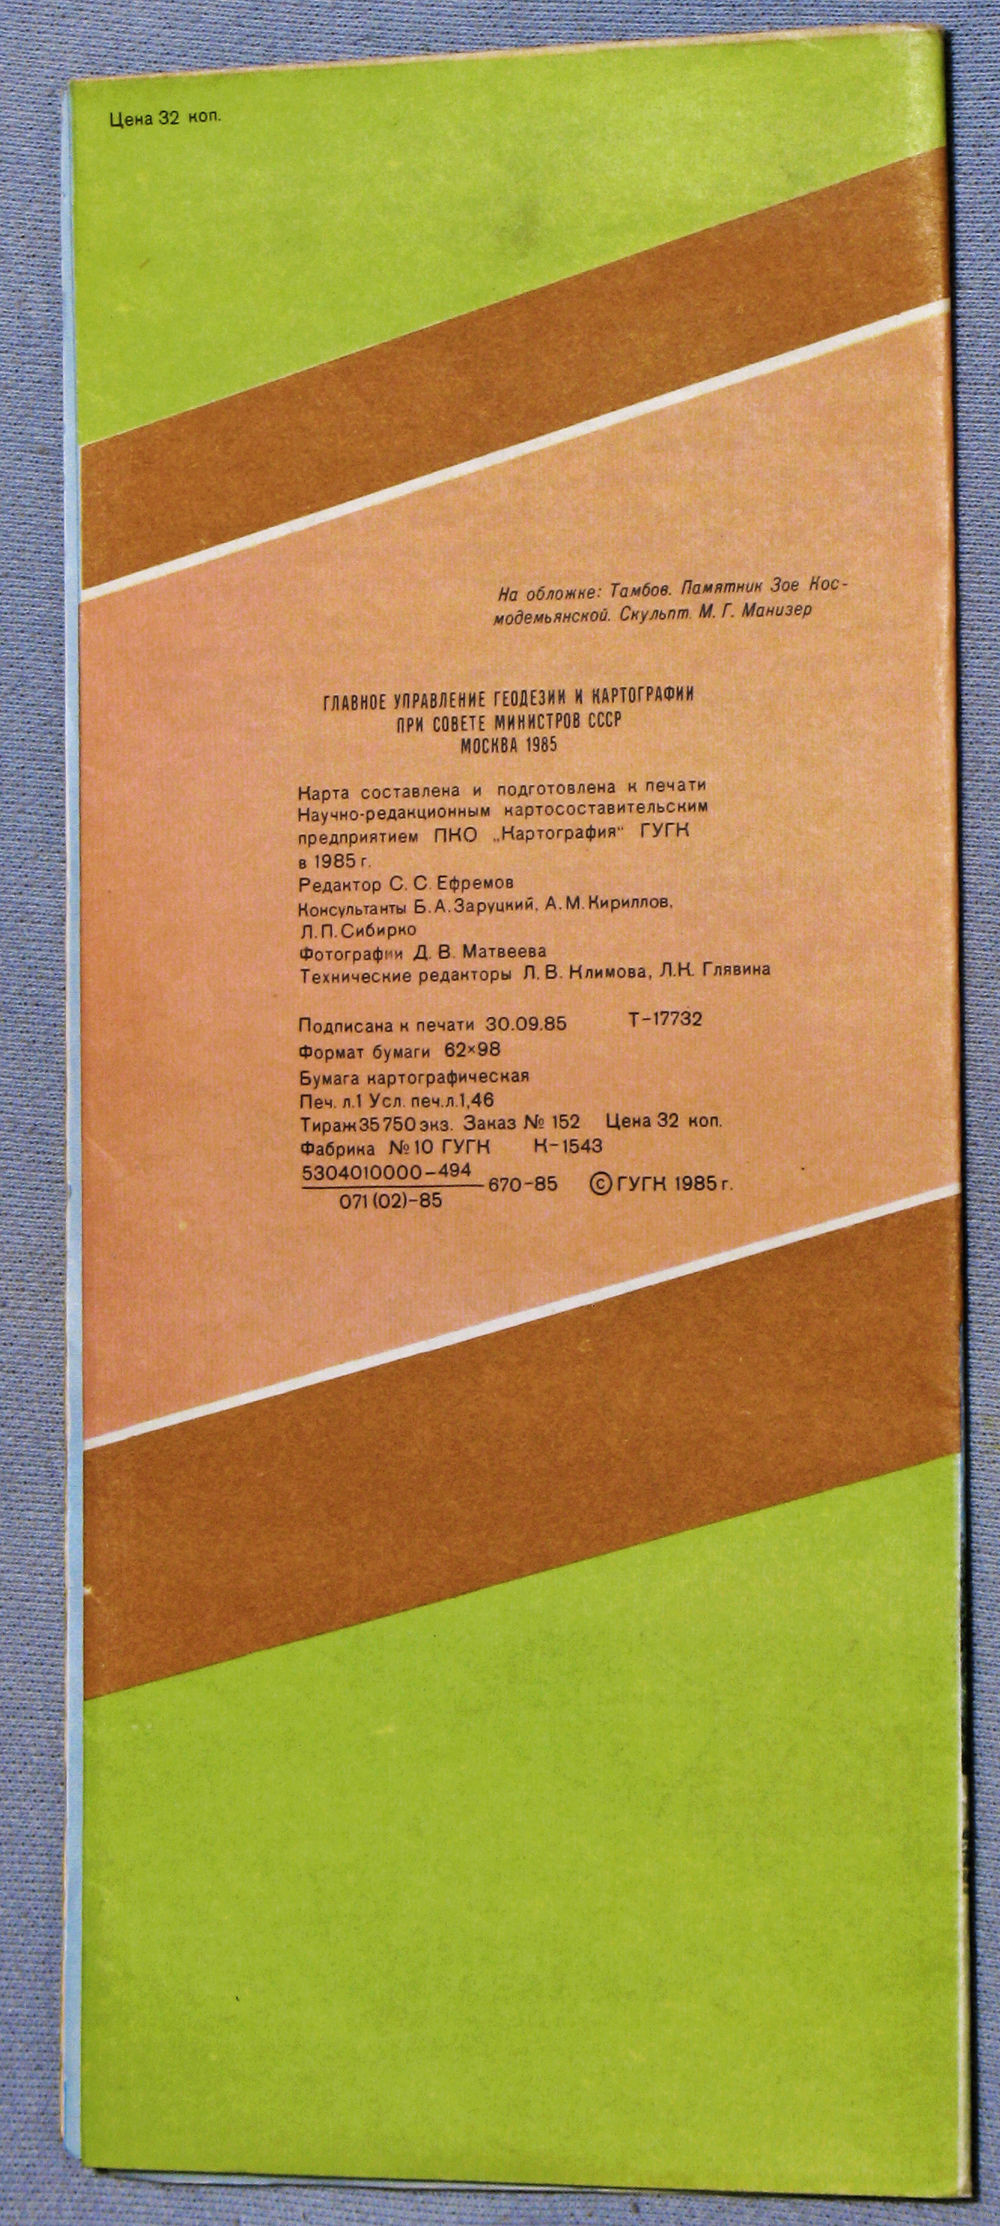 Цена 32 коп.
На обложке: Тамбов. Памятник Зое Кос-
модемьянской. Скульпт. М. Г. Манизер
ГЛАВНОЕ УПРАВЛЕНИЕ ГЕОДЕЗИИ И КАРТОГРАФИИ
ПРИ СОВЕТЕ МИНИСТРОВ СССР
МОСКВА 1985
Карта составлена и подготовлена к печати
Научно-редакционным картосоставительским
предприятием ПКО „Картография“ ГУГК
в 1985 г.
Редактор С. С. Ефремов
Консультанты Б. А. Заруцкий, А. М. Кириллов,
Л. П. Сибирко
Фотографии Д. В. Матвеева
Технические редакторы Л. В. Климова, Л.К. Глявина
Подписана к печати 30.09.85 Т-17732
Формат бумаги 62×98
Бумага картографическая
Печ. л.1 Усл. печ.л.1,46
Тираж 35 750 экз. Заказ № 152 Цена 32 коп.
Фабрика № 10 ГУГК К-1543
5304010000-494
071 (02)-85
670-85 © ГУГК 1985 г.